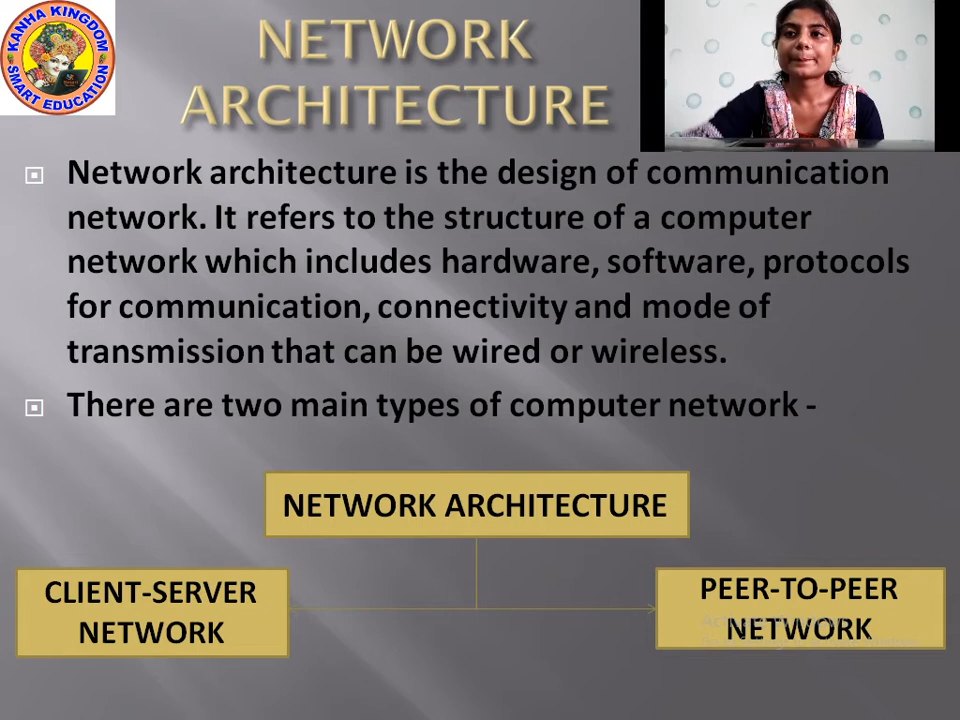 KANHA KINGDOM
SMART EDUCATION
NETWORK
ARCHITECTURE
Network architecture is the design of communication
network. It refers to the structure of a computer
network which includes hardware, software, protocols
for communication, connectivity and mode of
transmission that can be wired or wireless.
There are two main types of computer network -
NETWORK ARCHITECTURE
CLIENT-SERVER
NETWORK
PEER-TO-PEER
NETWORK